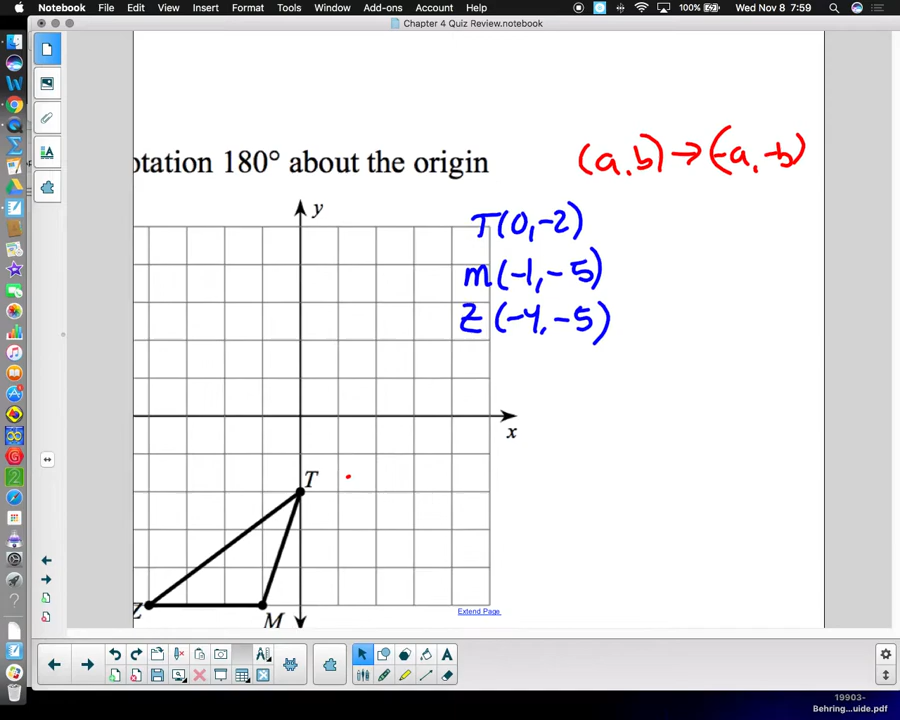 Notebook File Edit View Insert Format Tools Window Add-ons Account Help 100% Wed Nov 8 7:59
Chapter 4 Quiz Review.notebook
otation 180° about the origin
(a,b)→(-a,-b)
y
T(0,-2)
m(-1,-5)
Z(-4,-5)
x
T
Z
M
Extend Page
19903-
Behring...uide.pdf